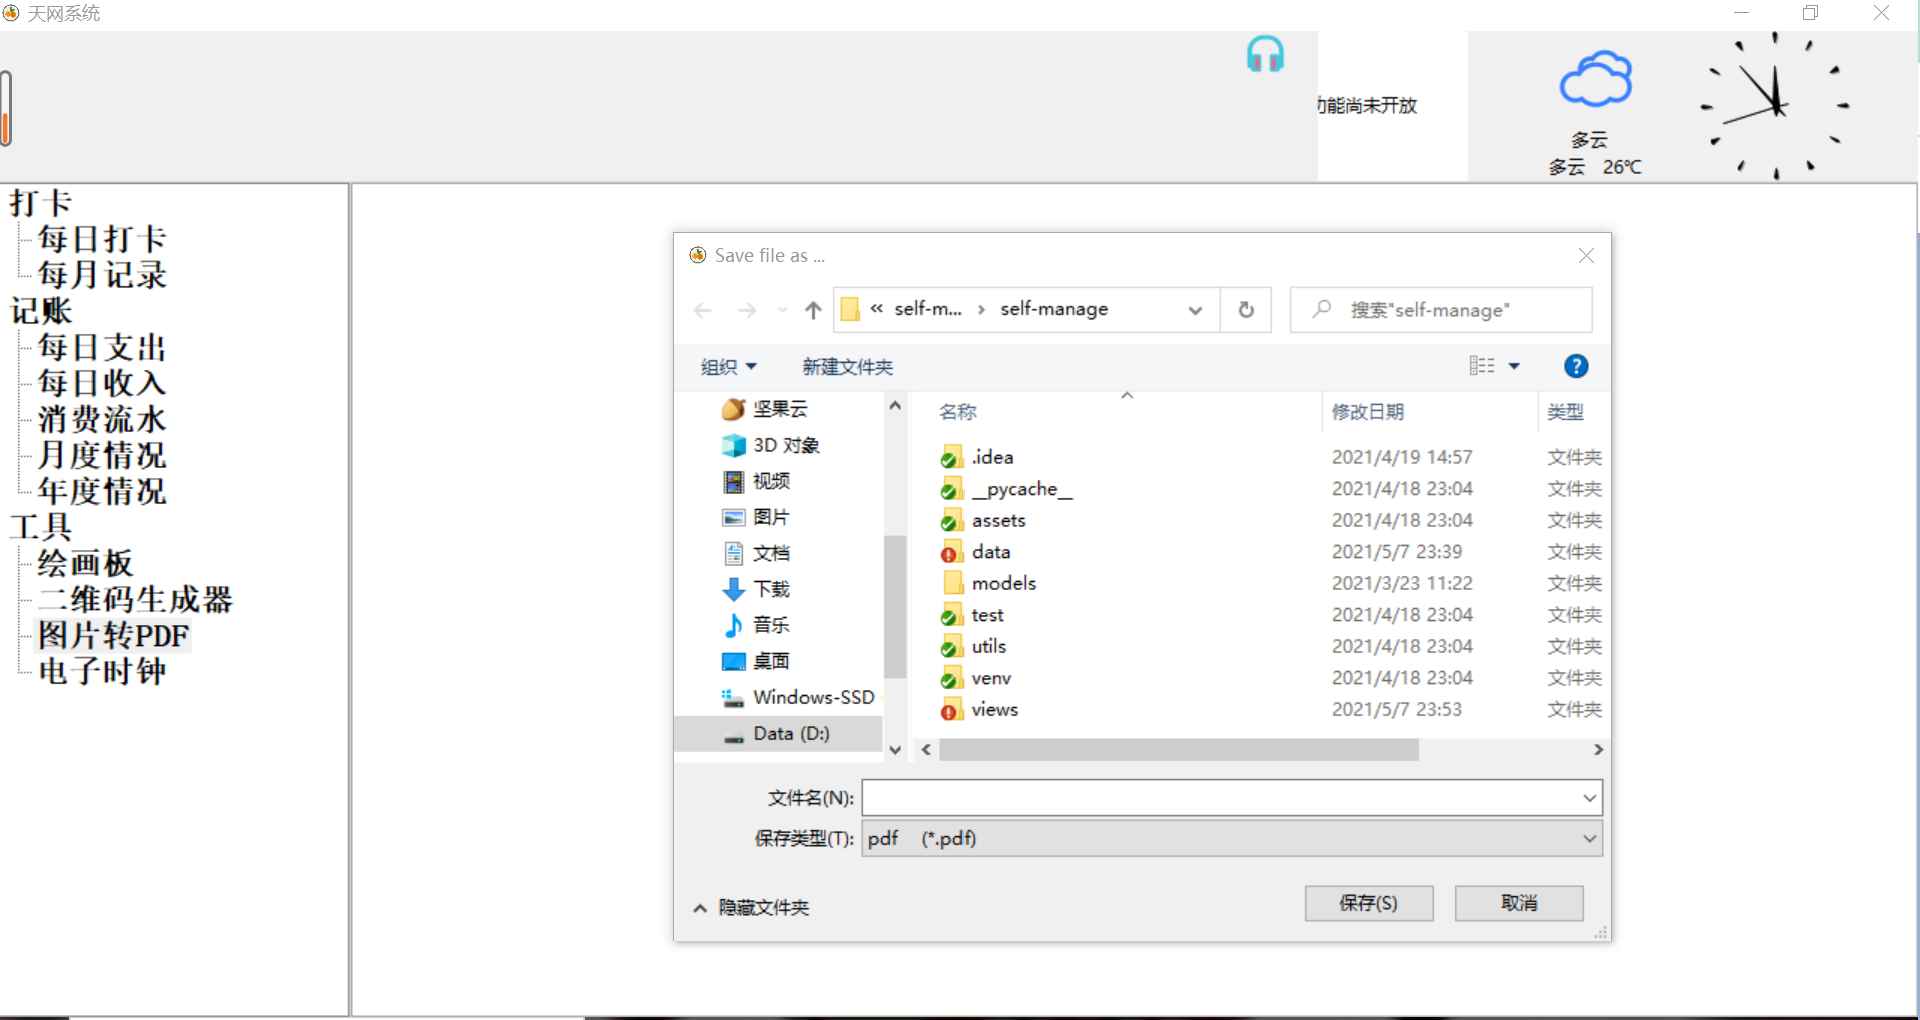 天网系统
功能尚未开放
多云
多云 26℃
打卡
每日打卡
每月记录
记账
每日支出
每日收入
消费流水
月度情况
年度情况
工具
绘画板
二维码生成器
图片转PDF
电子时钟
Save file as ...
« self-m... › self-manage
搜索"self-manage"
组织 新建文件夹
坚果云
3D 对象
视频
图片
文档
下载
音乐
桌面
Windows-SSD
Data (D:)
名称 修改日期 类型
.idea 2021/4/19 14:57 文件夹
__pycache__ 2021/4/18 23:04 文件夹
assets 2021/4/18 23:04 文件夹
data 2021/5/7 23:39 文件夹
models 2021/3/23 11:22 文件夹
test 2021/4/18 23:04 文件夹
utils 2021/4/18 23:04 文件夹
venv 2021/4/18 23:04 文件夹
views 2021/5/7 23:53 文件夹
文件名(N):
保存类型(T): pdf (*.pdf)
隐藏文件夹 保存(S) 取消